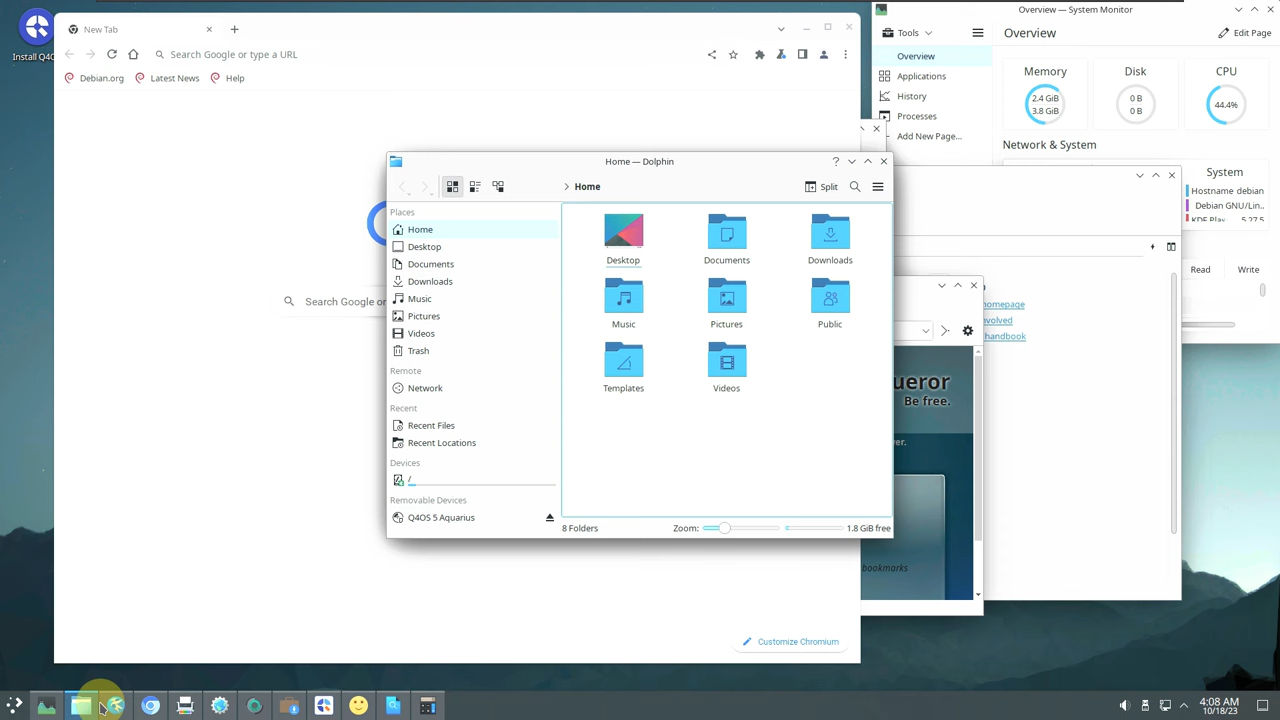 Install Q4O
New Tab
Search Google or type a URL
Debian.org
Latest News
Help
Search Google or
Customize Chromium
Overview — System Monitor
Tools
Overview
Edit Page
Overview
Applications
History
Processes
Add New Page...
Memory
2.4 GiB
3.8 GiB
Disk
0 B
0 B
CPU
44.4%
Network & System
System
Hostname debian
Debian GNU/Lin..
KDE Plas 5.27.5
Read
Write
Home — Dolphin
Home
Split
Places
Home
Desktop
Documents
Downloads
Music
Pictures
Videos
Trash
Remote
Network
Recent
Recent Files
Recent Locations
Devices
/
Removable Devices
Q4OS 5 Aquarius
Desktop
Documents
Downloads
Music
Pictures
Public
Templates
Videos
8 Folders
Zoom:
1.8 GiB free
homepage
nvolved
handbook
ueror
Be free.
ver.
bookmarks
4:08 AM
10/18/23